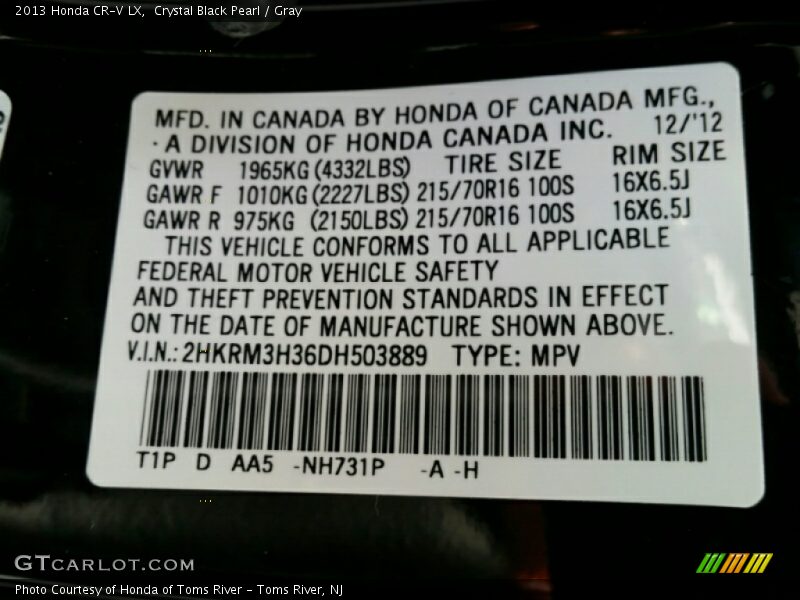 2013 Honda CR-V LX,  Crystal Black Pearl / Gray
MFD. IN CANADA BY HONDA OF CANADA MFG.,
· A DIVISION OF HONDA CANADA INC.   12/'12
GVWR   1965KG (4332LBS)   TIRE SIZE   RIM SIZE
GAWR F  1010KG (2227LBS) 215/70R16 100S   16X6.5J
GAWR R  975KG  (2150LBS) 215/70R16 100S   16X6.5J
THIS VEHICLE CONFORMS TO ALL APPLICABLE
FEDERAL MOTOR VEHICLE SAFETY
AND THEFT PREVENTION STANDARDS IN EFFECT
ON THE DATE OF MANUFACTURE SHOWN ABOVE.
V.I.N.: 2HKRM3H36DH503889   TYPE: MPV
T1P  D  AA5  -NH731P   -A -H
GTCARLOT.COM
Photo Courtesy of Honda of Toms River - Toms River, NJ